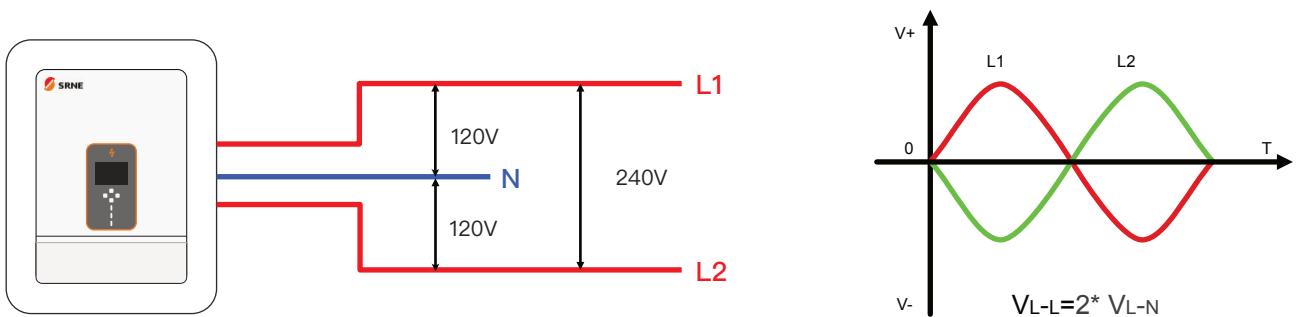 SRNE
L1
120V
N
240V
120V
L2
V+
L1
L2
0
T
V-
VL-L=2* VL-N